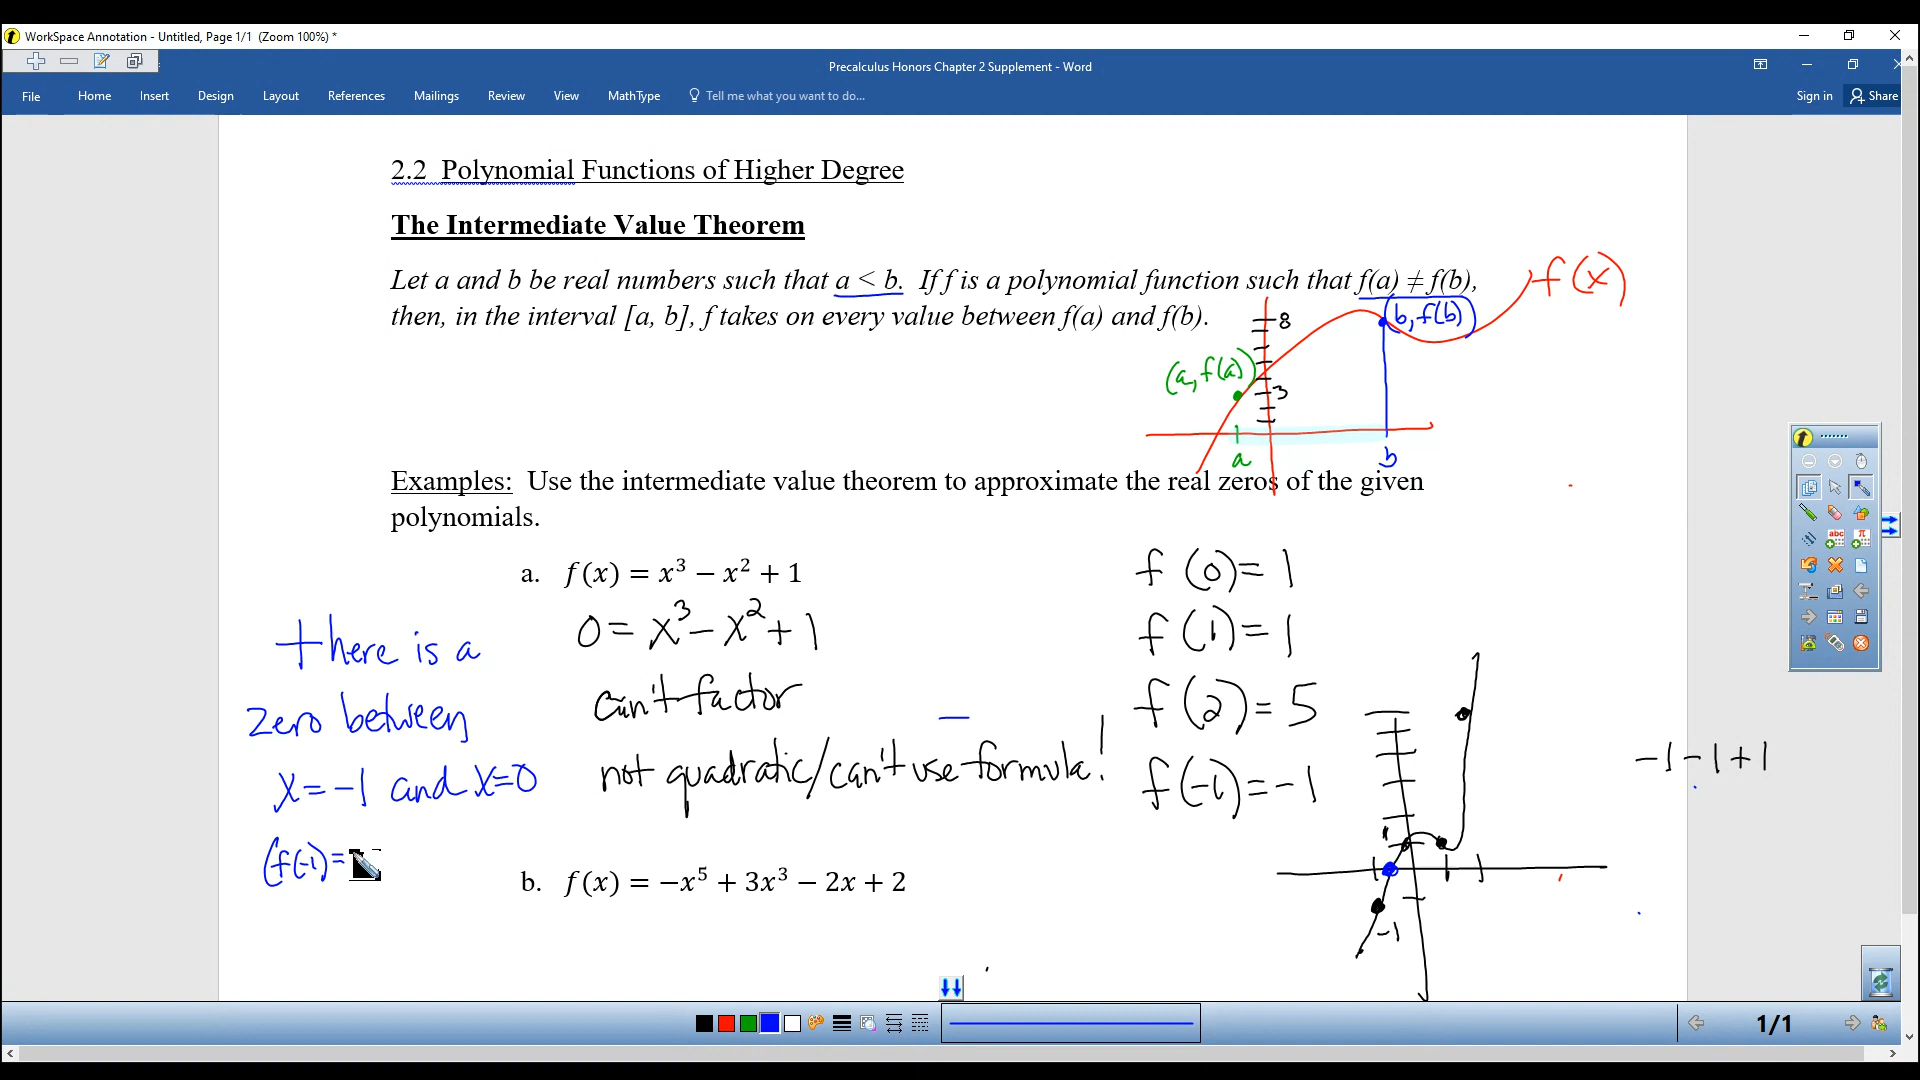 WorkSpace Annotation - Untitled, Page 1/1 (Zoom 100%) *
Precalculus Honors Chapter 2 Supplement - Word
File Home Insert Design Layout References Mailings Review View MathType Tell me what you want to do... Sign in Share
2.2 Polynomial Functions of Higher Degree
The Intermediate Value Theorem
Let a and b be real numbers such that a < b. If f is a polynomial function such that f(a) ≠ f(b),
then, in the interval [a, b], f takes on every value between f(a) and f(b).
f(x)
8
(b, f(b))
(a, f(a))
3
a
b
Examples: Use the intermediate value theorem to approximate the real zeros of the given
polynomials.
a. f(x) = x³ − x² + 1
0 = x³ − x² + 1
can't factor
not quadratic/can't use formula!
there is a
zero between
x = -1 and x=0
(f(-1) =
f(0) = 1
f(1) = 1
f(2) = 5
f(-1) = -1
-1 -1 +1
1
-1
b. f(x) = −x⁵ + 3x³ − 2x + 2
1/1